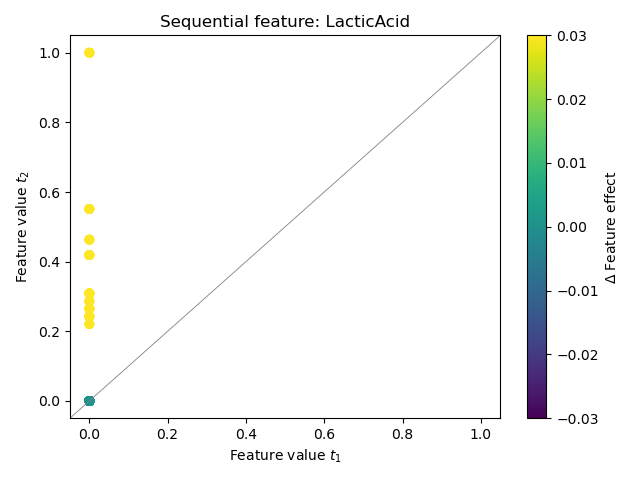 Sequential feature: LacticAcid
1.0
0.8
0.6
0.4
0.2
0.0
Feature value t₂
0.0 0.2 0.4 0.6 0.8 1.0
Feature value t₁
0.03
0.02
0.01
0.00
−0.01
−0.02
−0.03
Δ Feature effect